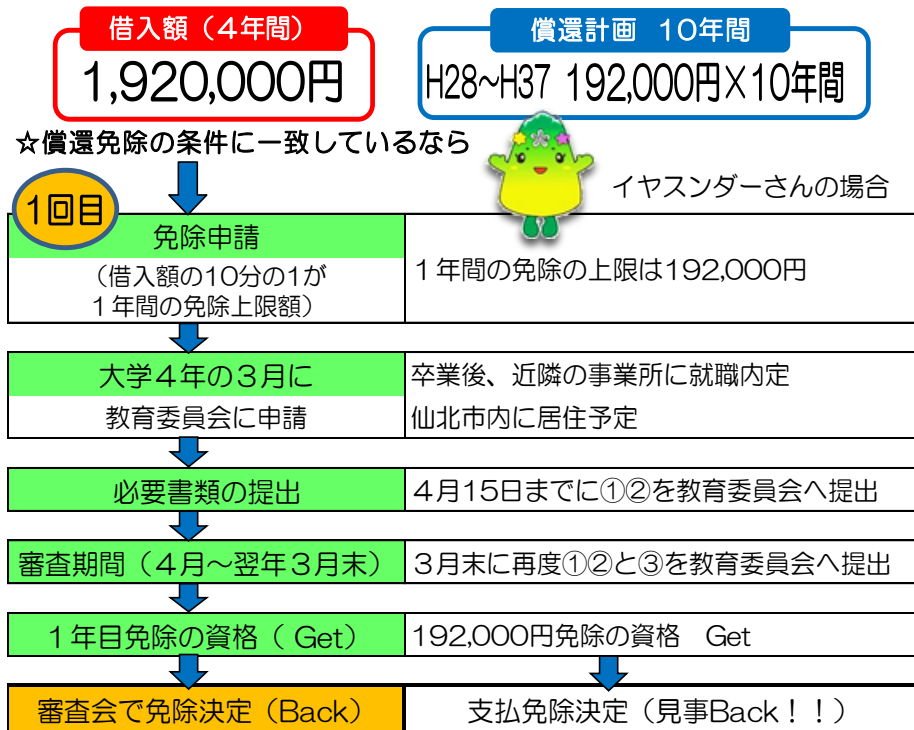 借入額（４年間）
1,920,000円
償還計画　10年間
H28~H37 192,000円×10年間
☆償還免除の条件に一致しているなら
イヤスンダーさんの場合
1回目
免除申請
（借入額の10分の1が
１年間の免除上限額）
１年間の免除の上限は192,000円
大学４年の３月に
教育委員会に申請
卒業後、近隣の事業所に就職内定
仙北市内に居住予定
必要書類の提出
４月15日までに①②を教育委員会へ提出
審査期間（４月～翌年３月末）
３月末に再度①②と③を教育委員会へ提出
１年目免除の資格（ Get）
192,000円免除の資格　Get
審査会で免除決定（Back）
支払免除決定（見事Back！！）